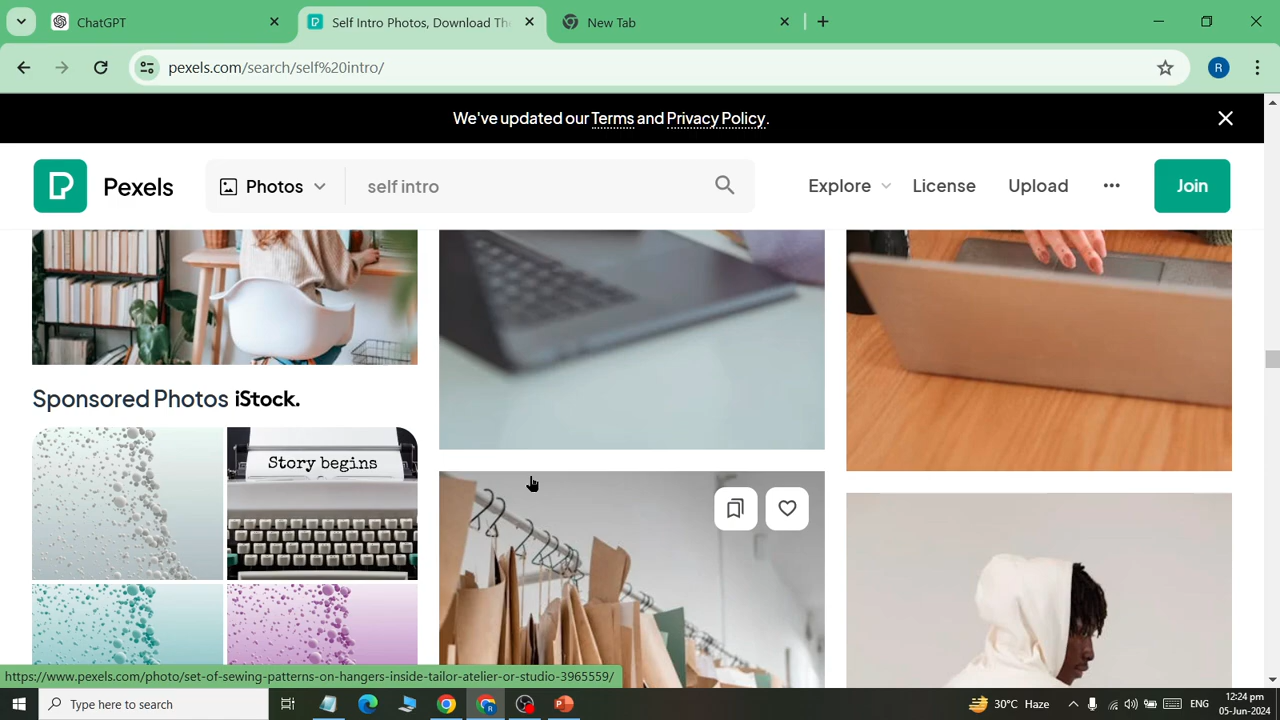 ChatGPT
Self Intro Photos, Download The
New Tab
pexels.com/search/self%20intro/
R
We've updated our Terms and Privacy Policy.
Pexels
Photos
self intro
Explore
License
Upload
Join
Sponsored Photos iStock.
Story begins
https://www.pexels.com/photo/set-of-sewing-patterns-on-hangers-inside-tailor-atelier-or-studio-3965559/
Type here to search
30°C Haze
ENG
12:24 pm
05-Jun-2024